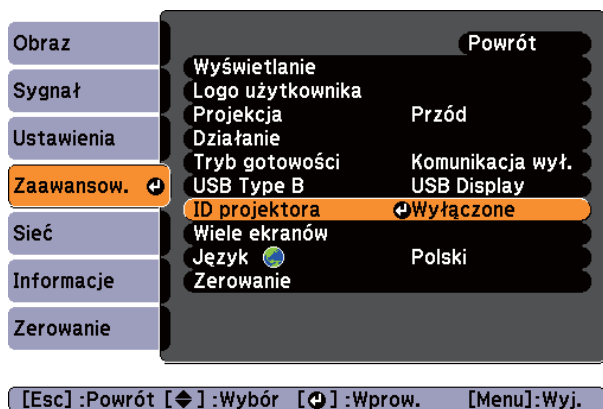 Obraz
Sygnał
Ustawienia
Zaawansow.
Sieć
Informacje
Zerowanie
Powrót
Wyświetlanie
Logo użytkownika
Projekcja Przód
Działanie
Tryb gotowości Komunikacja wył.
USB Type B USB Display
ID projektora Wyłączone
Wiele ekranów
Język Polski
Zerowanie
[Esc] :Powrót [◆] :Wybór [↵] :Wprow. [Menu]:Wyj.